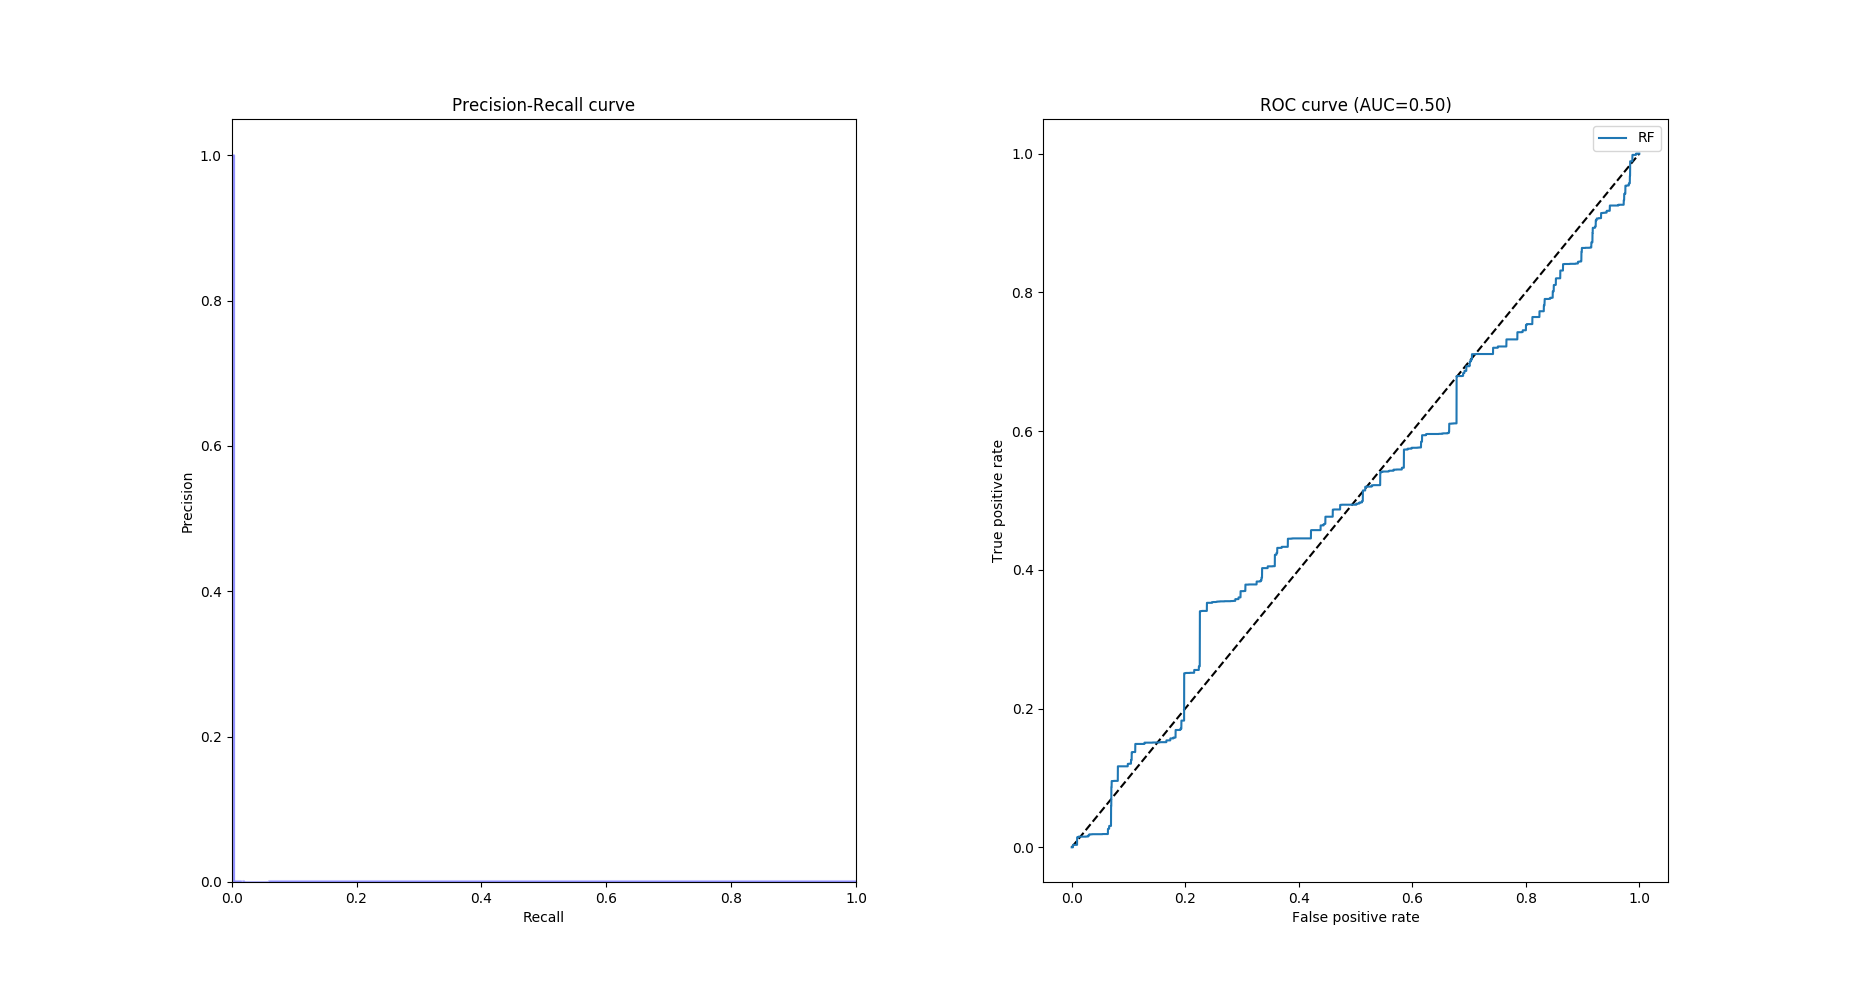 Precision-Recall curve
1.0
0.8
0.6
0.4
0.2
0.0
Precision
0.0 0.2 0.4 0.6 0.8 1.0
Recall
ROC curve (AUC=0.50)
RF
1.0
0.8
0.6
0.4
0.2
0.0
True positive rate
0.0 0.2 0.4 0.6 0.8 1.0
False positive rate